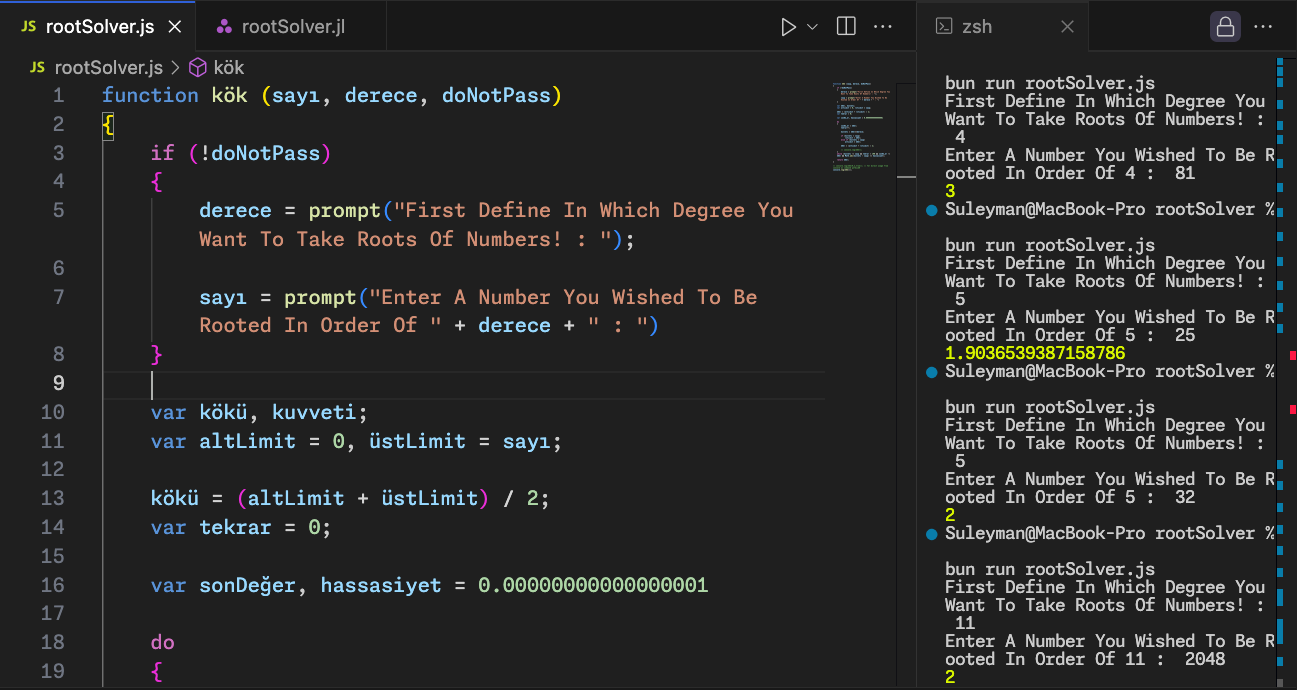 JS rootSolver.js
rootSolver.jl
zsh
JS rootSolver.js > kök
1 function kök (sayı, derece, doNotPass)
2 {
3 if (!doNotPass)
4 {
5 derece = prompt("First Define In Which Degree You
Want To Take Roots Of Numbers! : ");
6
7 sayı = prompt("Enter A Number You Wished To Be
Rooted In Order Of " + derece + " : ")
8 }
9
10 var kökü, kuvveti;
11 var altLimit = 0, üstLimit = sayı;
12
13 kökü = (altLimit + üstLimit) / 2;
14 var tekrar = 0;
15
16 var sonDeğer, hassasiyet = 0.00000000000000001
17
18 do
19 {
bun run rootSolver.js
First Define In Which Degree You
Want To Take Roots Of Numbers! :
4
Enter A Number You Wished To Be R
ooted In Order Of 4 : 81
3
Suleyman@MacBook-Pro rootSolver %
bun run rootSolver.js
First Define In Which Degree You
Want To Take Roots Of Numbers! :
5
Enter A Number You Wished To Be R
ooted In Order Of 5 : 25
1.9036539387158786
Suleyman@MacBook-Pro rootSolver %
bun run rootSolver.js
First Define In Which Degree You
Want To Take Roots Of Numbers! :
5
Enter A Number You Wished To Be R
ooted In Order Of 5 : 32
2
Suleyman@MacBook-Pro rootSolver %
bun run rootSolver.js
First Define In Which Degree You
Want To Take Roots Of Numbers! :
11
Enter A Number You Wished To Be R
ooted In Order Of 11 : 2048
2